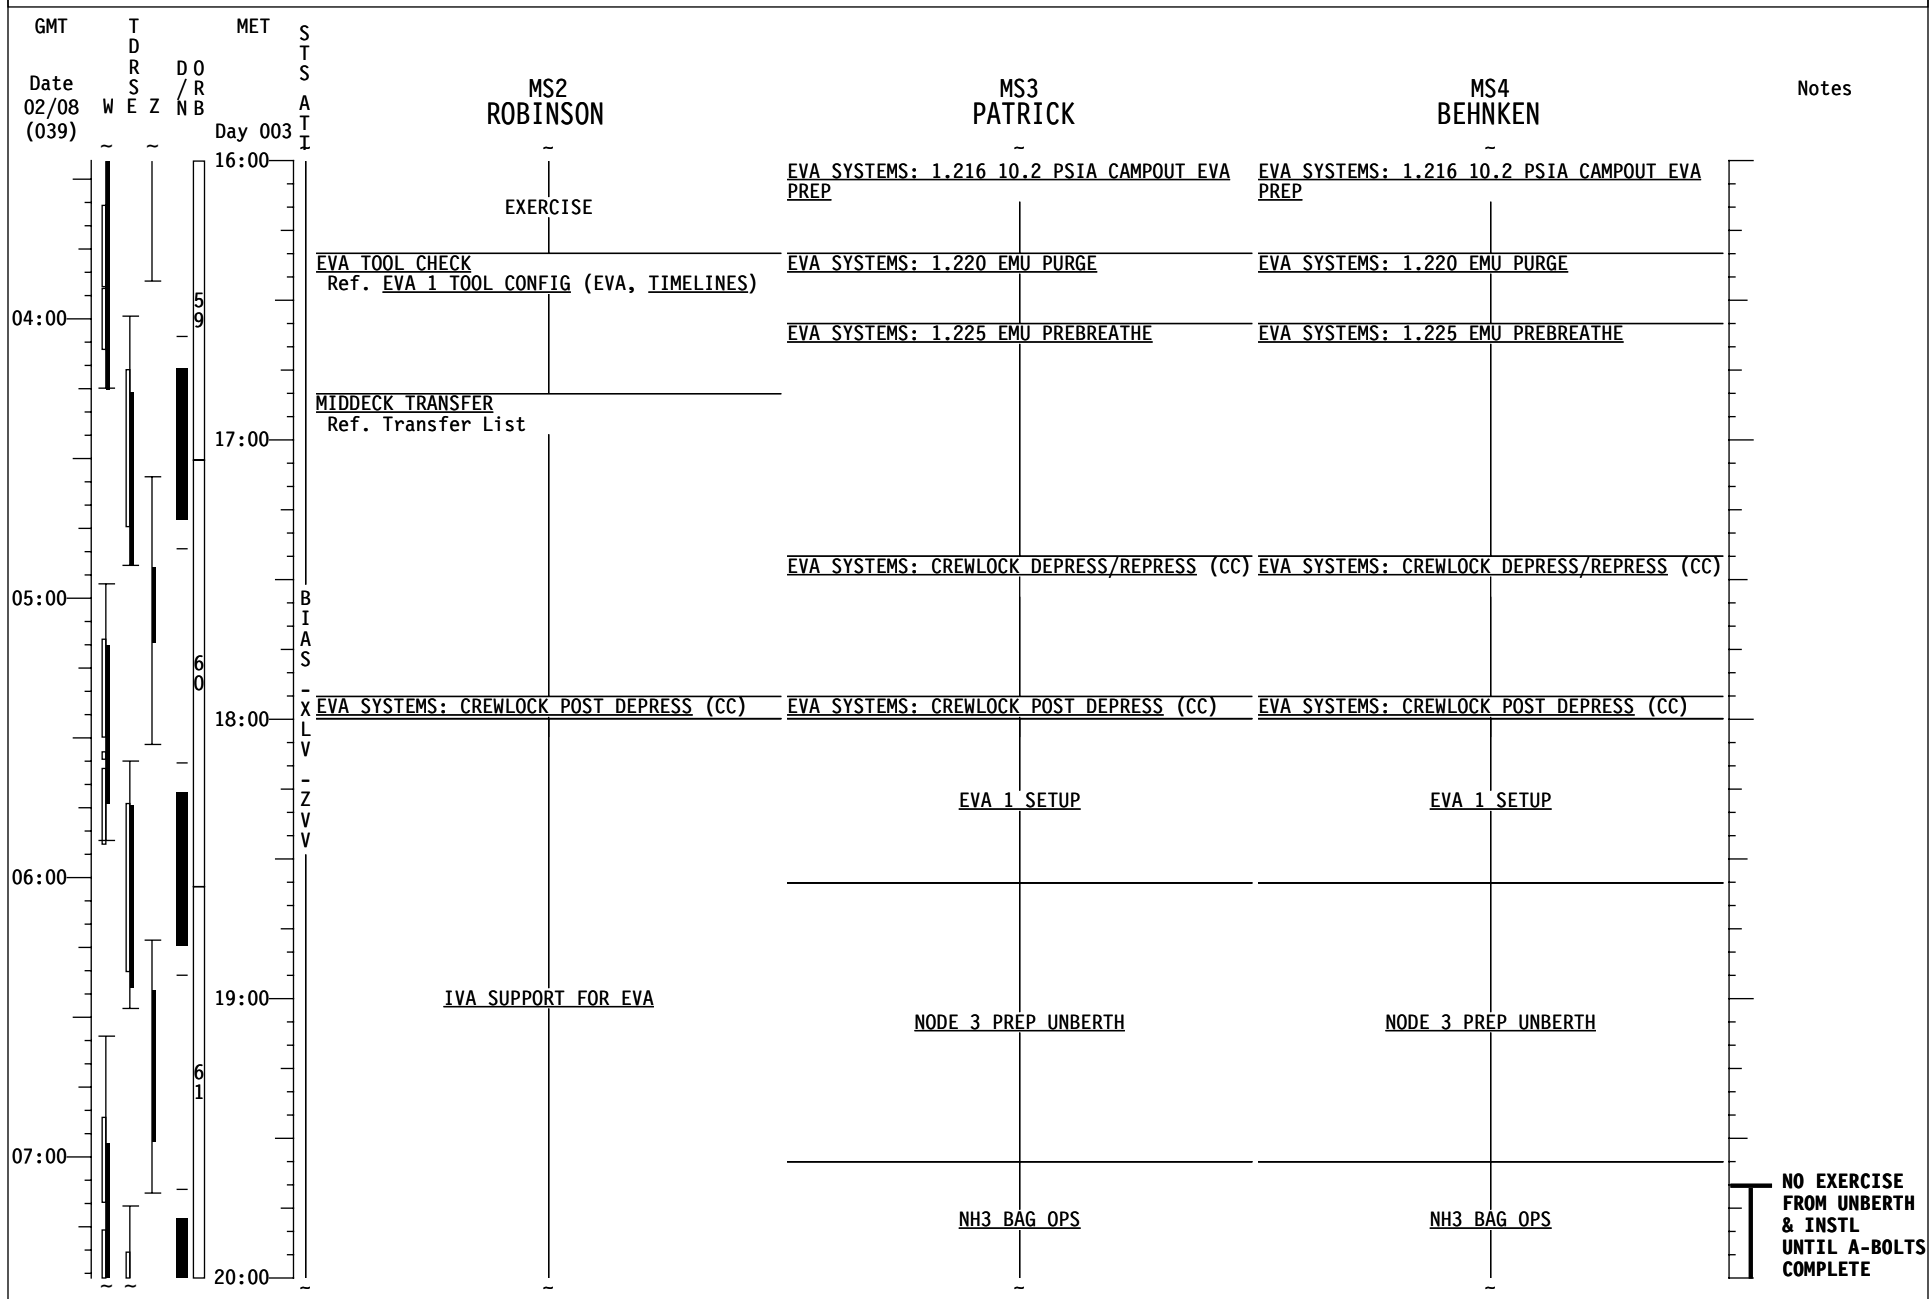 GMT
TDRS
MET
STS ATT
Date
D/N
ORB
MS2
MS3
MS4
Notes
02/08
W E Z
ROBINSON
PATRICK
BEHNKEN
(039)
Day 003
~ ~ ~ ~ ~
16:00
EVA SYSTEMS: 1.216 10.2 PSIA CAMPOUT EVA
PREP
EVA SYSTEMS: 1.216 10.2 PSIA CAMPOUT EVA
PREP
EXERCISE
EVA TOOL CHECK
Ref. EVA 1 TOOL CONFIG (EVA, TIMELINES)
EVA SYSTEMS: 1.220 EMU PURGE
EVA SYSTEMS: 1.220 EMU PURGE
59
04:00
EVA SYSTEMS: 1.225 EMU PREBREATHE
EVA SYSTEMS: 1.225 EMU PREBREATHE
MIDDECK TRANSFER
Ref. Transfer List
17:00
EVA SYSTEMS: CREWLOCK DEPRESS/REPRESS (CC)
EVA SYSTEMS: CREWLOCK DEPRESS/REPRESS (CC)
05:00
BIAS -XLV -ZVV
60
EVA SYSTEMS: CREWLOCK POST DEPRESS (CC)
EVA SYSTEMS: CREWLOCK POST DEPRESS (CC)
EVA SYSTEMS: CREWLOCK POST DEPRESS (CC)
18:00
EVA 1 SETUP
EVA 1 SETUP
06:00
19:00
IVA SUPPORT FOR EVA
NODE 3 PREP UNBERTH
NODE 3 PREP UNBERTH
61
07:00
NH3 BAG OPS
NH3 BAG OPS
NO EXERCISE
FROM UNBERTH
& INSTL
UNTIL A-BOLTS
COMPLETE
20:00
~ ~ ~ ~ ~ ~